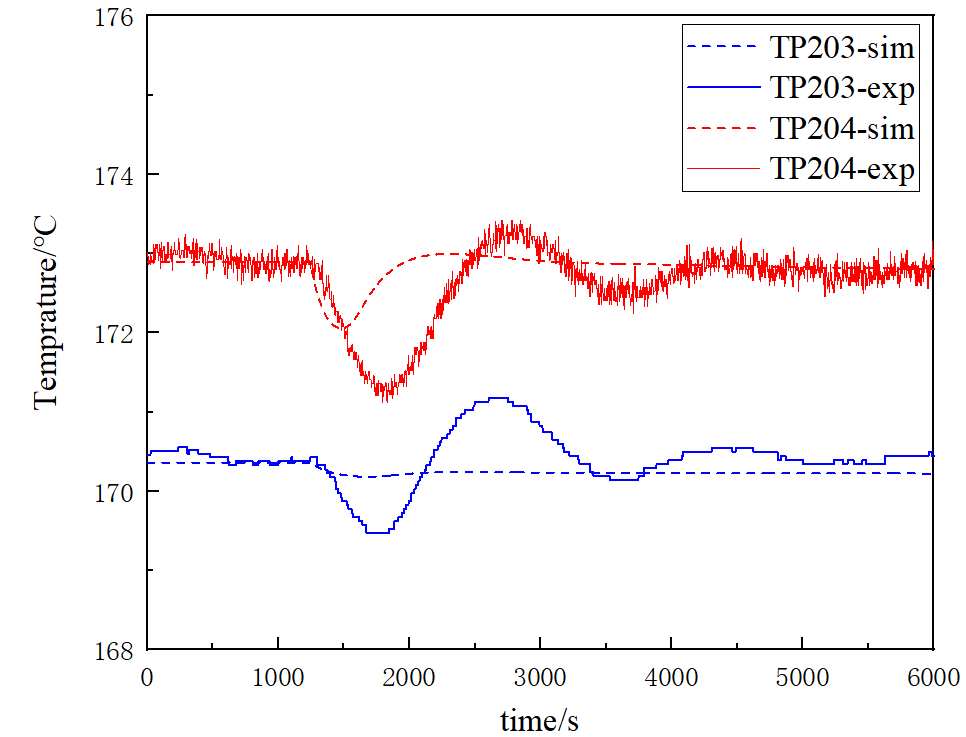 176
174
172
170
168
Temprature/°C
TP203-sim
TP203-exp
TP204-sim
TP204-exp
0 1000 2000 3000 4000 5000 6000
time/s